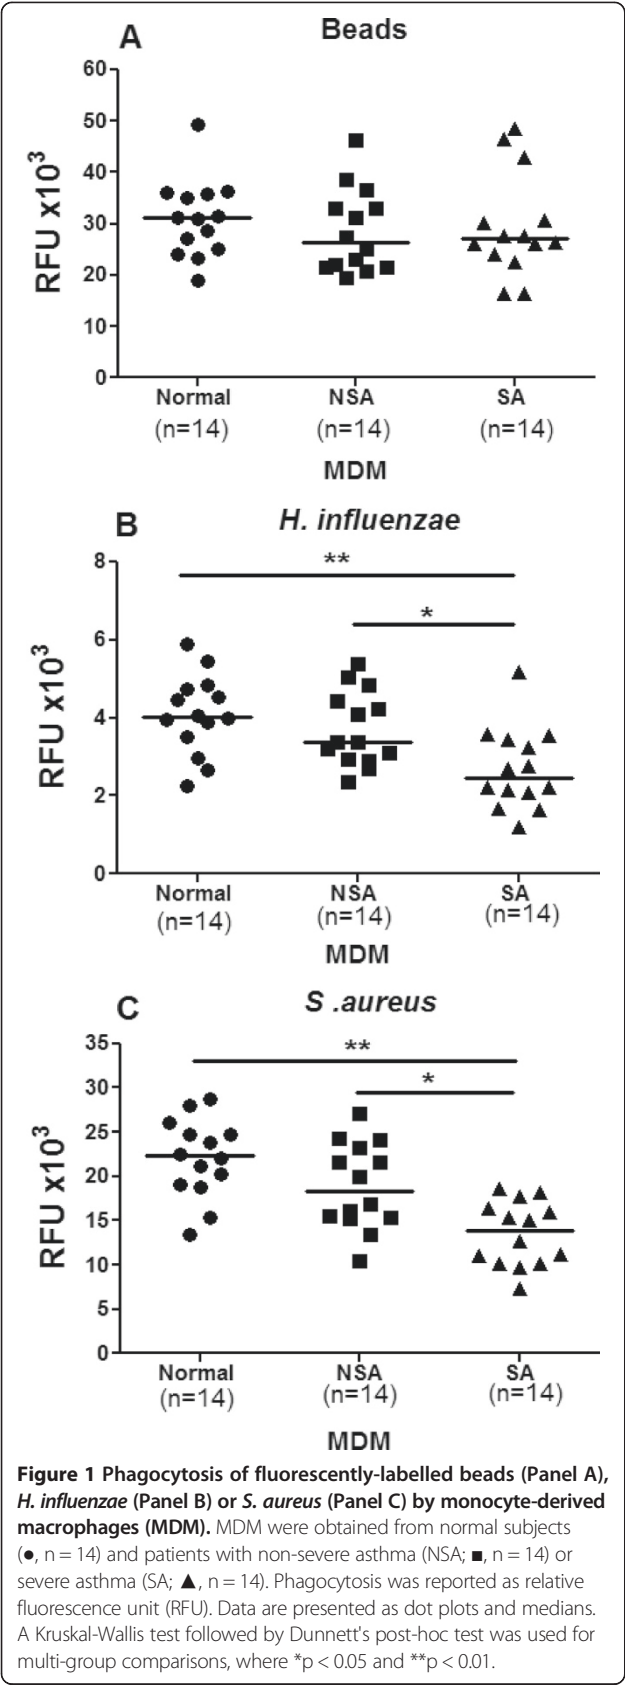 A
Beads
60
50
40
30
20
10
0
RFU x10³
Normal NSA SA
(n=14) (n=14) (n=14)
MDM
B
H. influenzae
**
*
8
6
4
2
0
RFU x10³
Normal NSA SA
(n=14) (n=14) (n=14)
MDM
C
S .aureus
**
*
35
30
25
20
15
10
5
0
RFU x10³
Normal NSA SA
(n=14) (n=14) (n=14)
MDM
Figure 1 Phagocytosis of fluorescently-labelled beads (Panel A),
H. influenzae (Panel B) or S. aureus (Panel C) by monocyte-derived
macrophages (MDM). MDM were obtained from normal subjects
(●, n = 14) and patients with non-severe asthma (NSA; ■, n = 14) or
severe asthma (SA; ▲, n = 14). Phagocytosis was reported as relative
fluorescence unit (RFU). Data are presented as dot plots and medians.
A Kruskal-Wallis test followed by Dunnett's post-hoc test was used for
multi-group comparisons, where *p < 0.05 and **p < 0.01.